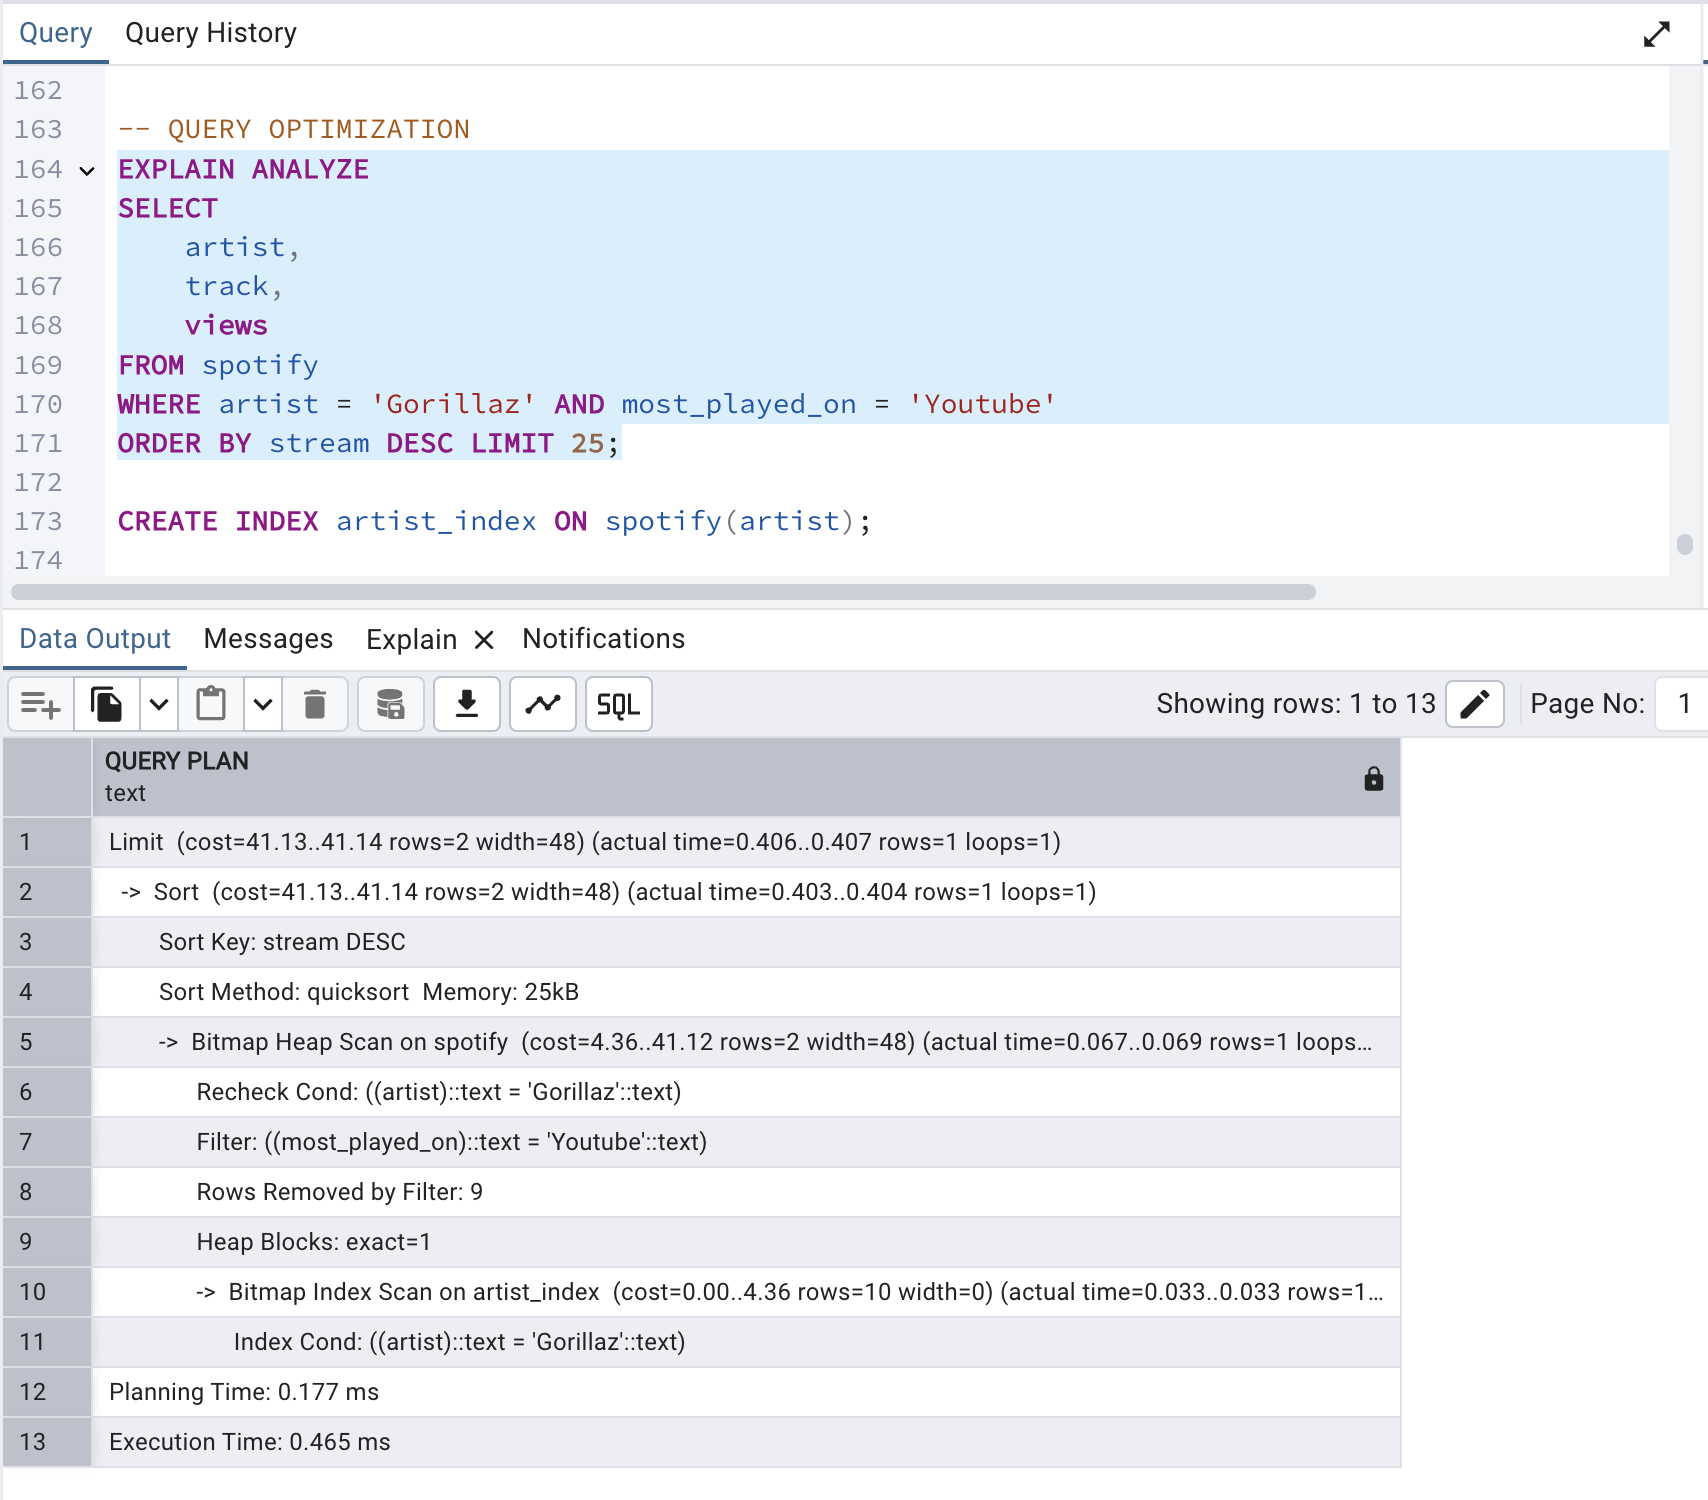 Query Query History
162
163 -- QUERY OPTIMIZATION
164 EXPLAIN ANALYZE
165 SELECT
166 artist,
167 track,
168 views
169 FROM spotify
170 WHERE artist = 'Gorillaz' AND most_played_on = 'Youtube'
171 ORDER BY stream DESC LIMIT 25;
172
173 CREATE INDEX artist_index ON spotify(artist);
174
Data Output Messages Explain Notifications
SQL Showing rows: 1 to 13 Page No: 1
QUERY PLAN
text
1 Limit (cost=41.13..41.14 rows=2 width=48) (actual time=0.406..0.407 rows=1 loops=1)
2 -> Sort (cost=41.13..41.14 rows=2 width=48) (actual time=0.403..0.404 rows=1 loops=1)
3 Sort Key: stream DESC
4 Sort Method: quicksort Memory: 25kB
5 -> Bitmap Heap Scan on spotify (cost=4.36..41.12 rows=2 width=48) (actual time=0.067..0.069 rows=1 loops...
6 Recheck Cond: ((artist)::text = 'Gorillaz'::text)
7 Filter: ((most_played_on)::text = 'Youtube'::text)
8 Rows Removed by Filter: 9
9 Heap Blocks: exact=1
10 -> Bitmap Index Scan on artist_index (cost=0.00..4.36 rows=10 width=0) (actual time=0.033..0.033 rows=1...
11 Index Cond: ((artist)::text = 'Gorillaz'::text)
12 Planning Time: 0.177 ms
13 Execution Time: 0.465 ms